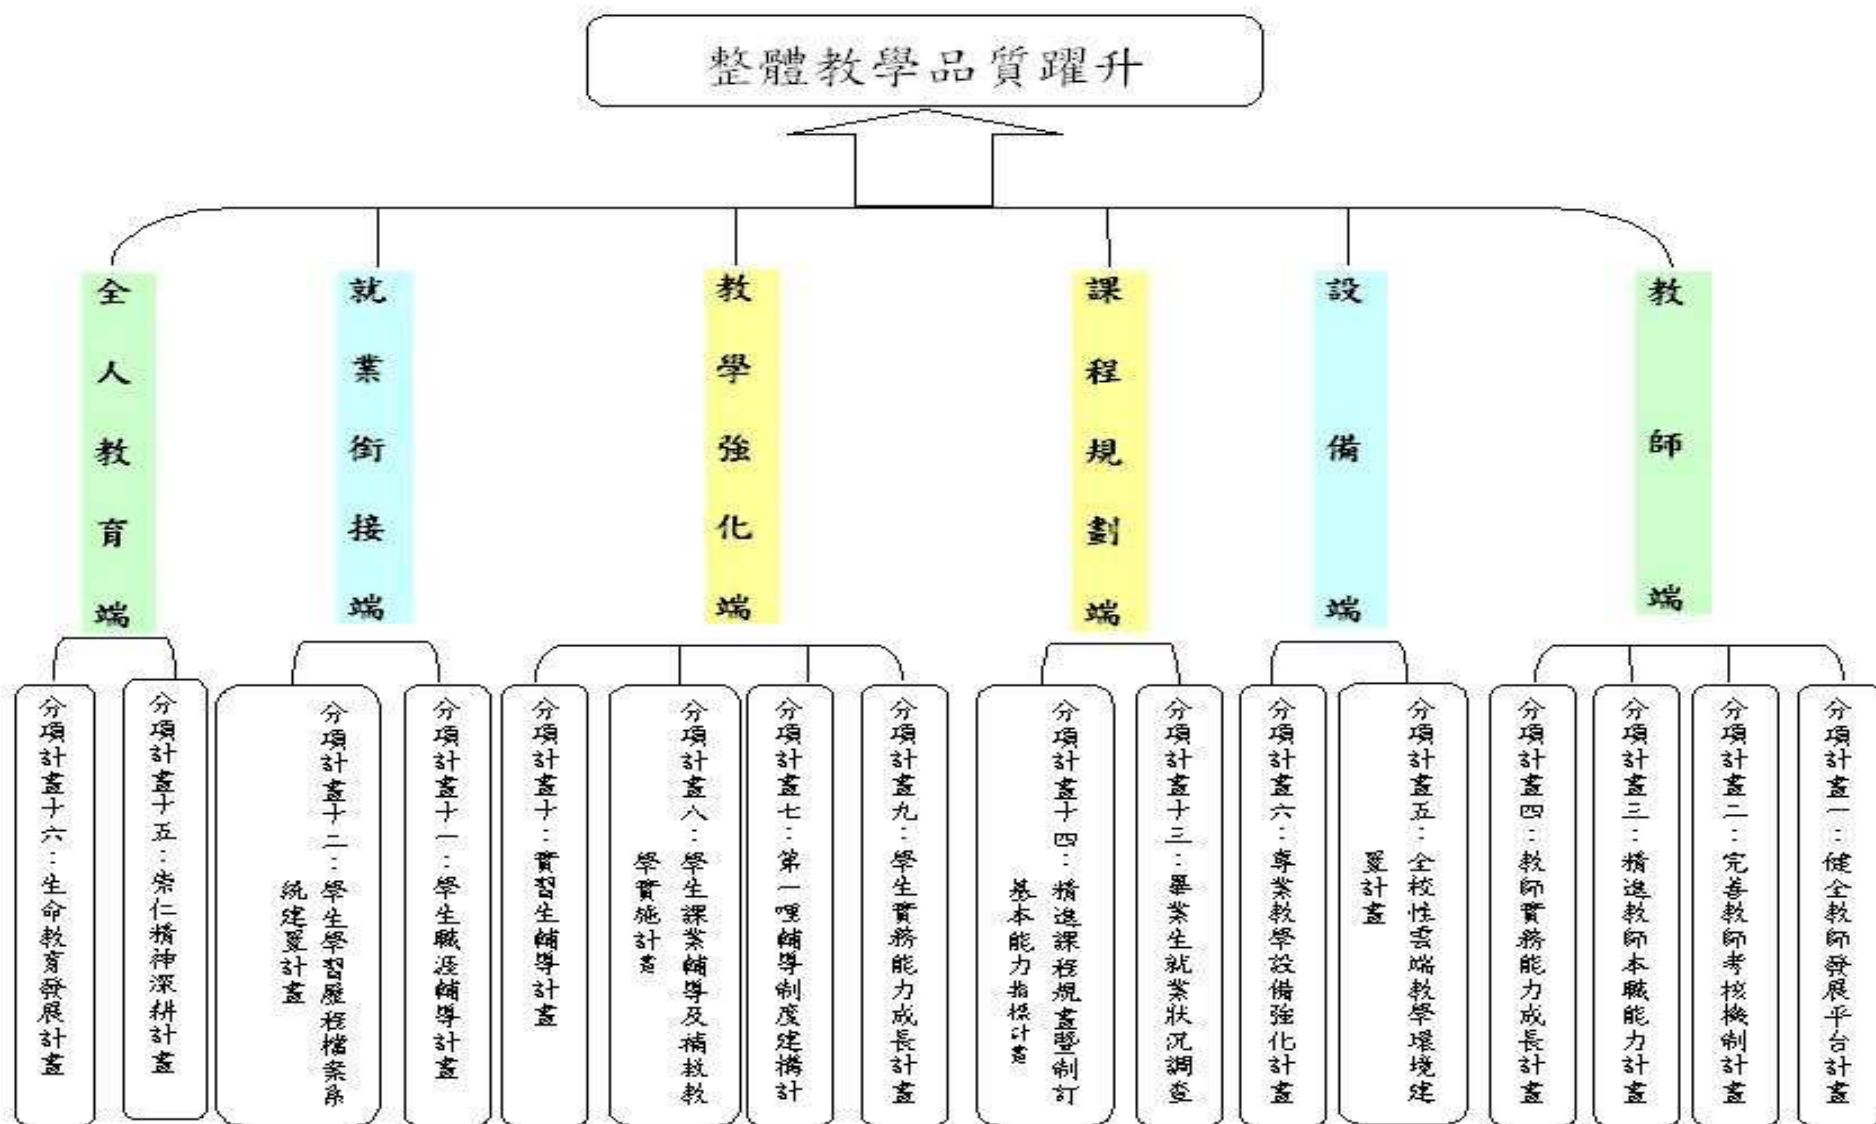 整體教學品質躍升
全人教育端
就業銜接端
教學強化端
課程規劃端
設備端
教師端
分項計畫十六：生命教育發展計畫
分項計畫十五：崇仁精神深耕計畫
分項計畫十二：學生學習歷程檔案系
統建置計畫
分項計畫十一：學生職涯輔導計畫
分項計畫十：實習生輔導計畫
分項計畫八：學生課業輔導及補救教
學實施計畫
分項計畫七：第一哩輔導制度建構計
分項計畫九：學生實務能力成長計畫
分項計畫十四：精進課程規畫暨制訂
基本能力指標計畫
分項計畫十三：畢業生就業狀況調查
分項計畫六：專業教學設備強化計畫
分項計畫五：全校性雲端教學環境建
置計畫
分項計畫四：教師實務能力成長計畫
分項計畫三：精進教師本職能力計畫
分項計畫二：完善教師考核機制計畫
分項計畫一：健全教師發展平台計畫